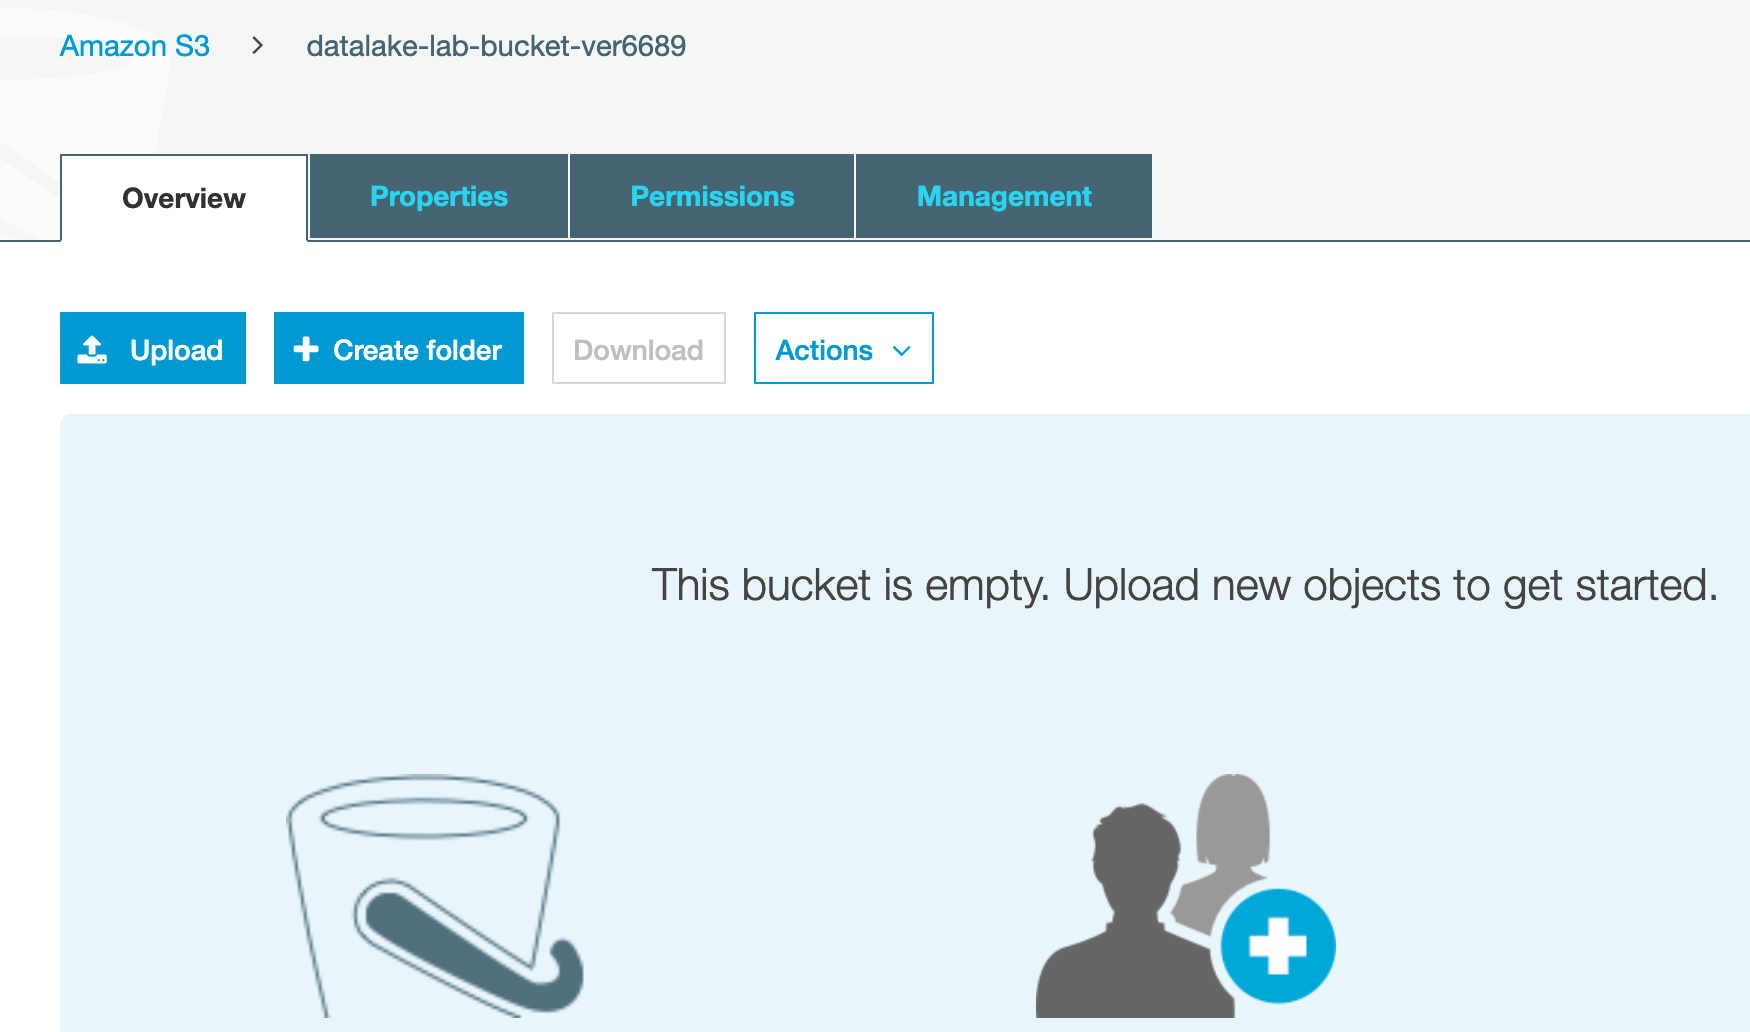 Amazon S3 > datalake-lab-bucket-ver6689
Overview Properties Permissions Management
Upload Create folder Download Actions
This bucket is empty. Upload new objects to get started.